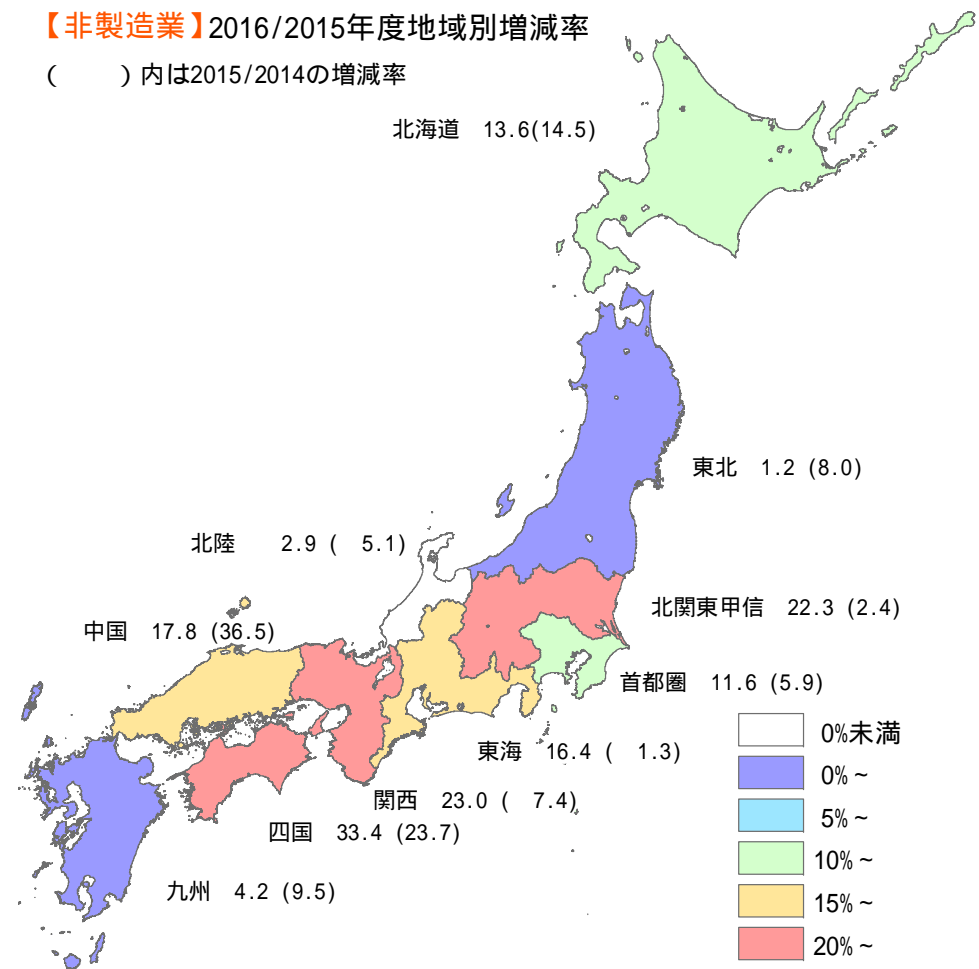 【非製造業】2016/2015年度地域別増減率
(　　)内は2015/2014の増減率
北海道 13.6(14.5)
東北 1.2 (8.0)
北陸　 2.9 (　5.1)
北関東甲信 22.3 (2.4)
中国 17.8 (36.5)
首都圏 11.6 (5.9)
東海 16.4 (　1.3)
関西 23.0 (　7.4)
四国 33.4 (23.7)
九州 4.2 (9.5)
0%未満
0%~
5%~
10%~
15%~
20%~